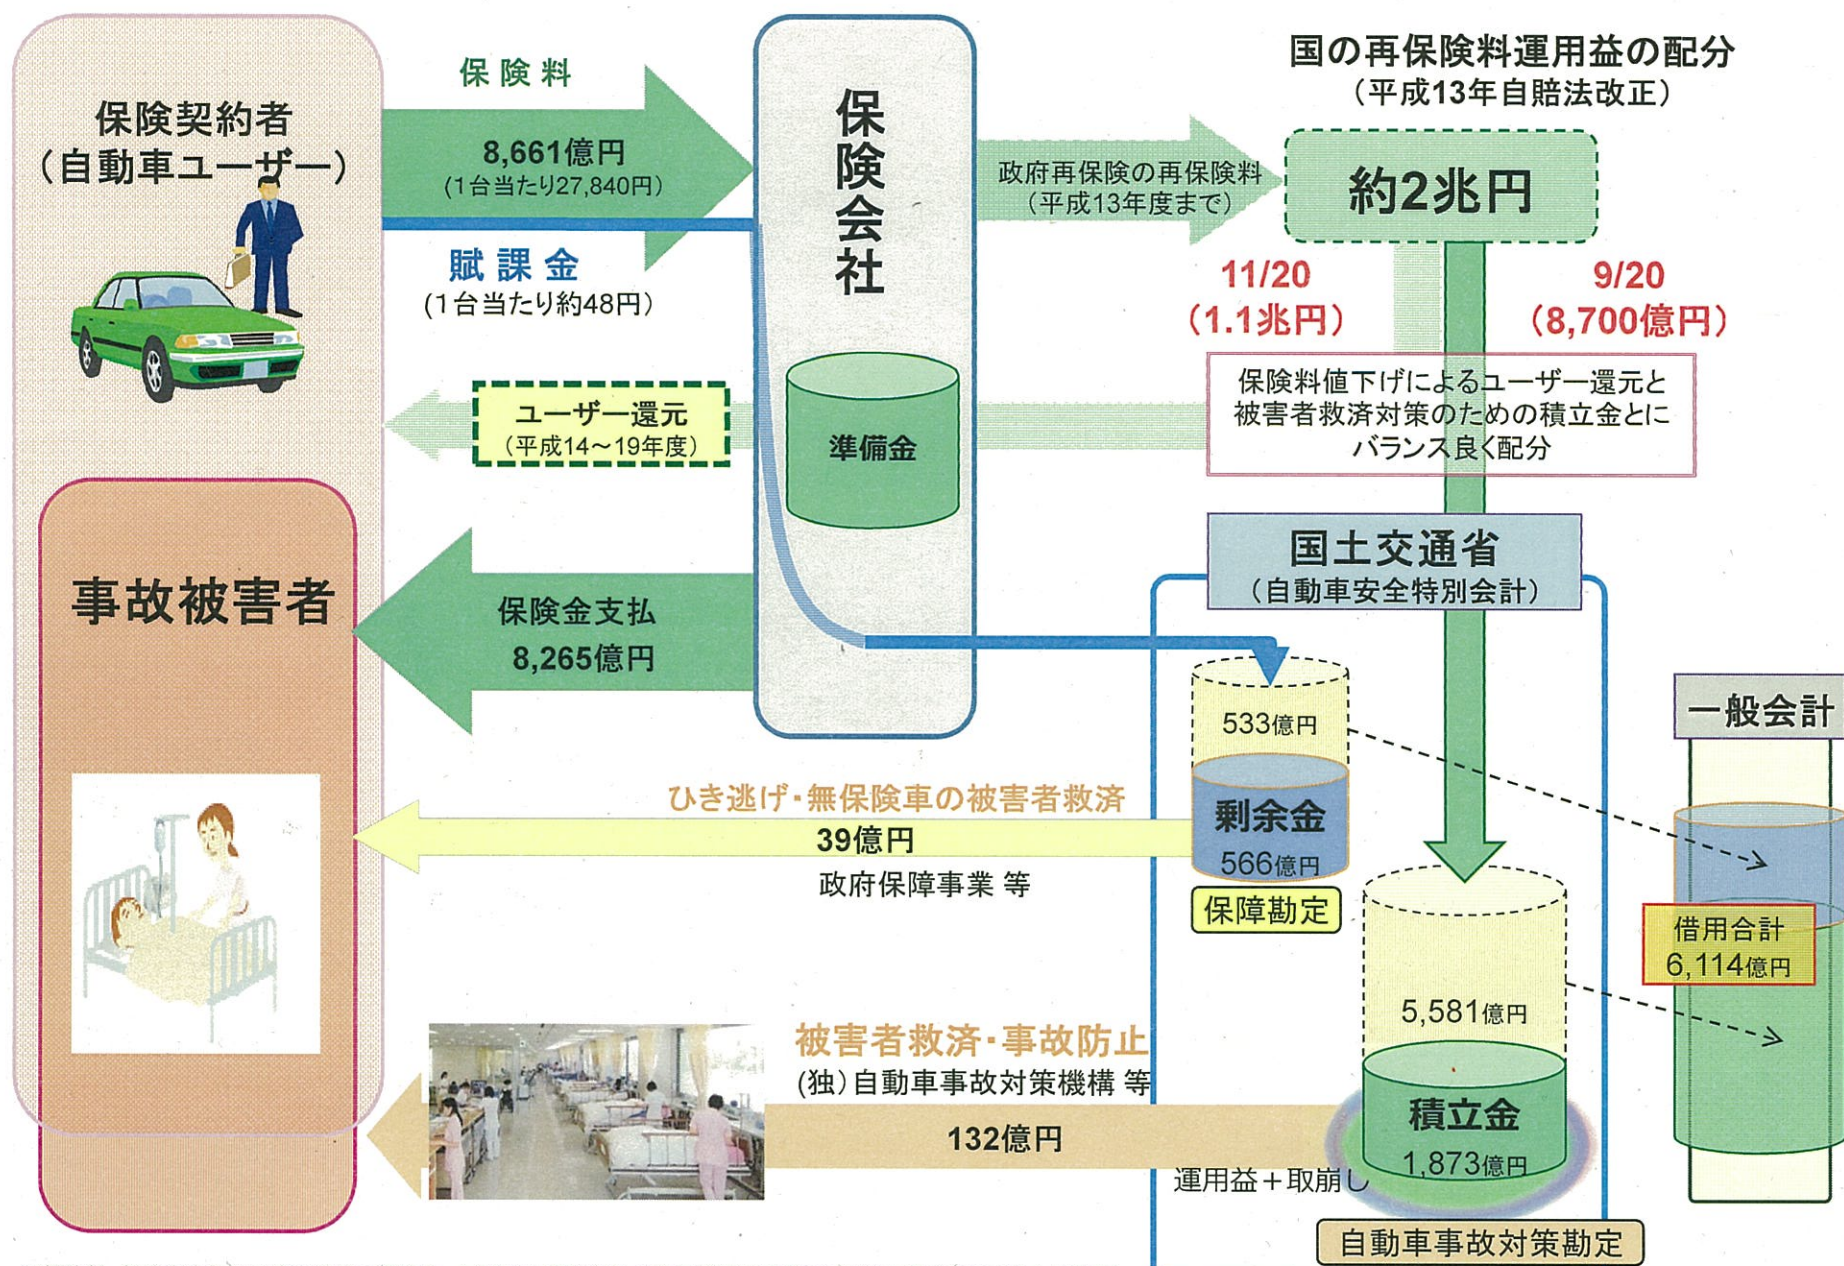 国の再保険料運用益の配分
（平成13年自賠法改正）
保険契約者
（自動車ユーザー）
保険料
8,661億円
（1台当たり27,840円）
賦課金
(1台当たり約48円)
保険会社
準備金
政府再保険の再保険料
（平成13年度まで）
約2兆円
11/20
（1.1兆円）
9/20
（8,700億円）
保険料値下げによるユーザー還元と
被害者救済対策のための積立金とに
バランス良く配分
ユーザー還元
（平成14～19年度）
事故被害者
保険金支払
8,265億円
国土交通省
（自動車安全特別会計）
533億円
剰余金
566億円
保障勘定
一般会計
借用合計
6,114億円
ひき逃げ・無保険車の被害者救済
39億円
政府保障事業 等
5,581億円
積立金
1,873億円
被害者救済・事故防止
(独）自動車事故対策機構 等
132億円
運用益＋取崩し
自動車事故対策勘定